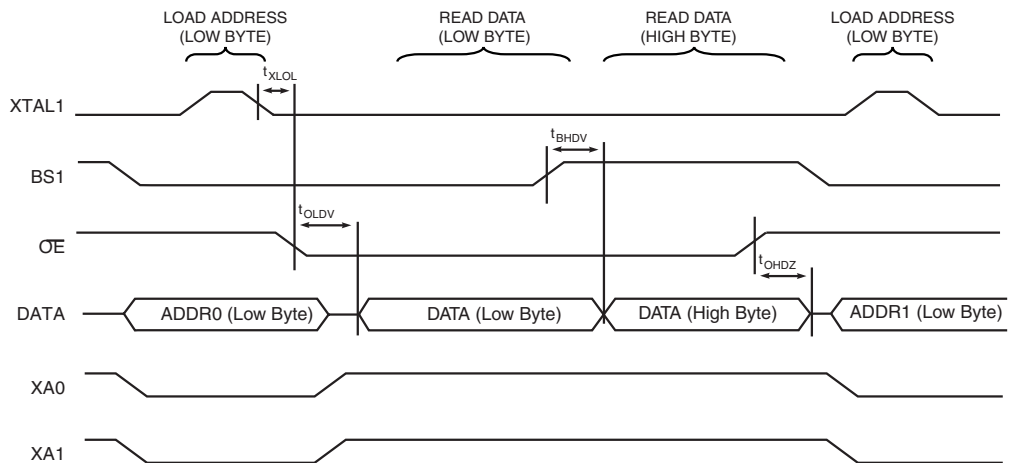 LOAD ADDRESS
(LOW BYTE)
READ DATA
(LOW BYTE)
READ DATA
(HIGH BYTE)
LOAD ADDRESS
(LOW BYTE)
tXLOL
XTAL1
tBHDV
BS1
tOLDV
OE
tOHDZ
DATA
ADDR0 (Low Byte)
DATA (Low Byte)
DATA (High Byte)
ADDR1 (Low Byte)
XA0
XA1